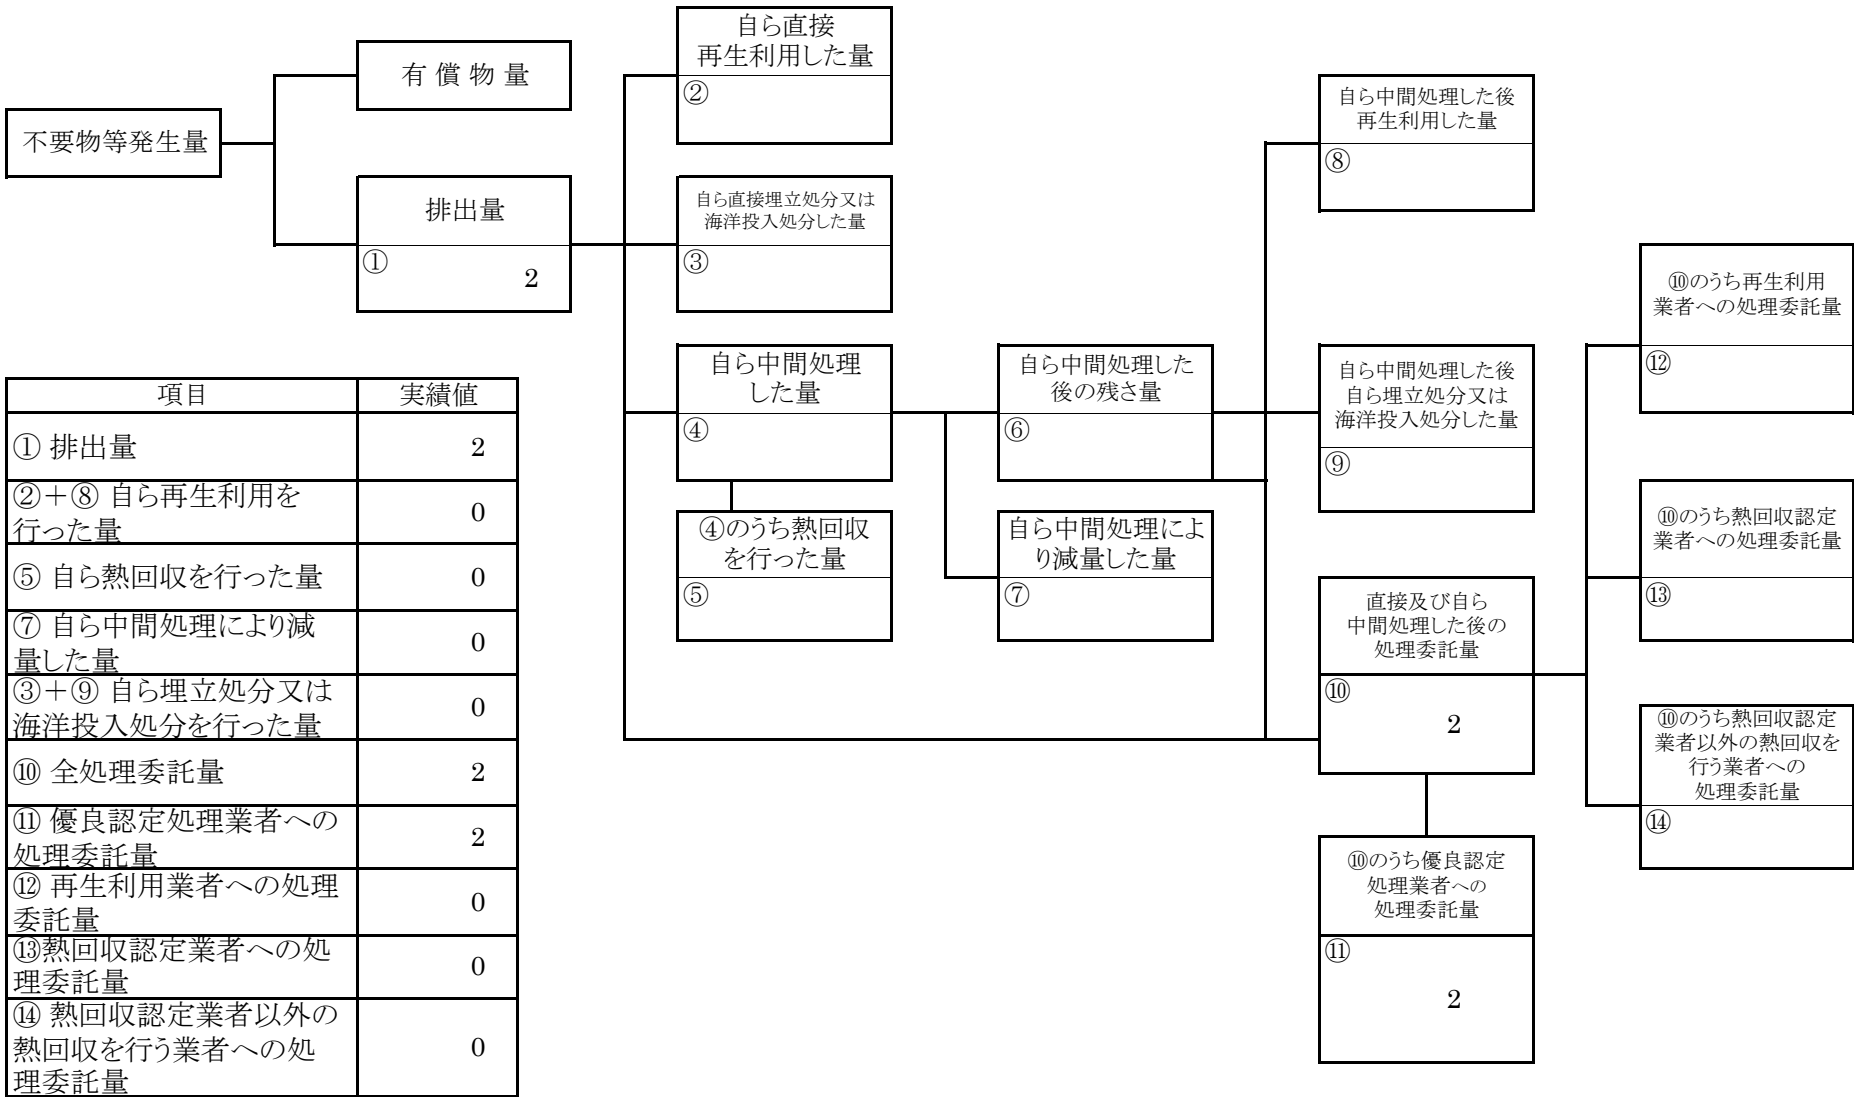 不要物等発生量
有 償 物 量
排出量
①
2
自ら直接
再生利用した量
②
自ら直接埋立処分又は
海洋投入処分した量
③
自ら中間処理
した量
④
④のうち熱回収
を行った量
⑤
自ら中間処理した
後の残さ量
⑥
自ら中間処理によ
り減量した量
⑦
自ら中間処理した後
再生利用した量
⑧
自ら中間処理した後
自ら埋立処分又は
海洋投入処分した量
⑨
直接及び自ら
中間処理した後の
処理委託量
⑩
2
⑩のうち優良認定
処理業者への
処理委託量
⑪
2
⑩のうち再生利用
業者への処理委託量
⑫
⑩のうち熱回収認定
業者への処理委託量
⑬
⑩のうち熱回収認定
業者以外の熱回収を
行う業者への
処理委託量
⑭
項目 実績値
① 排出量 2
②＋⑧ 自ら再生利用を
行った量 0
⑤ 自ら熱回収を行った量 0
⑦ 自ら中間処理により減
量した量 0
③＋⑨ 自ら埋立処分又は
海洋投入処分を行った量 0
⑩ 全処理委託量 2
⑪ 優良認定処理業者への
処理委託量 2
⑫ 再生利用業者への処理
委託量 0
⑬熱回収認定業者への処
理委託量 0
⑭ 熱回収認定業者以外の
熱回収を行う業者への処
理委託量 0